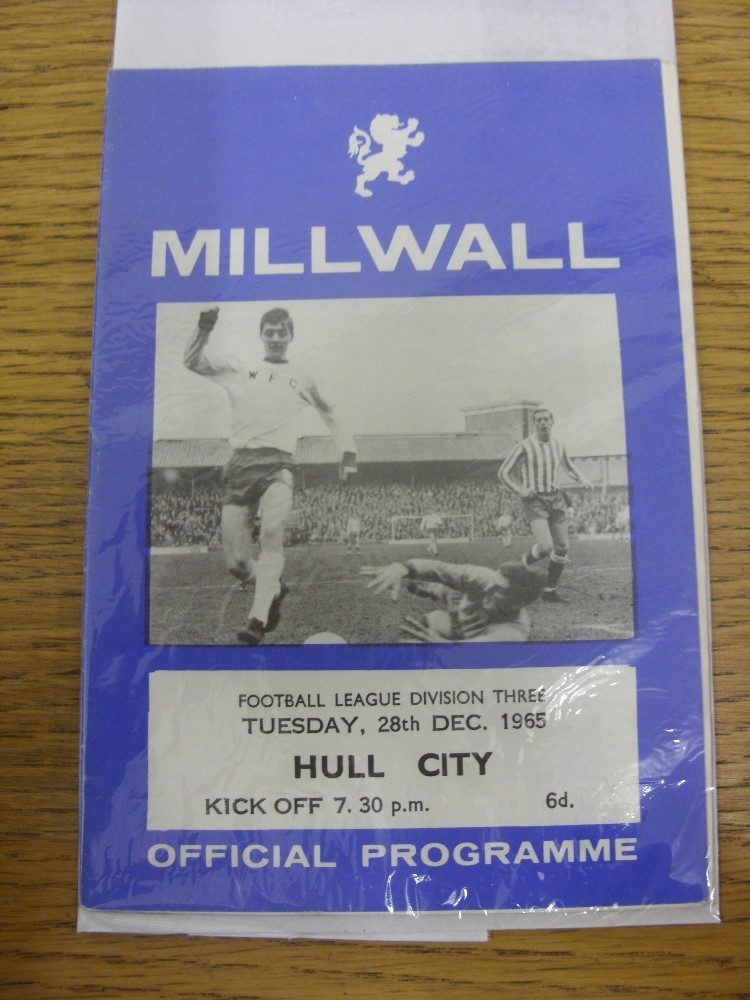 MILLWALL
W F C
FOOTBALL LEAGUE DIVISION THREE
TUESDAY, 28th DEC. 1965
HULL CITY
KICK OFF 7.30 p.m. 6d.
OFFICIAL PROGRAMME